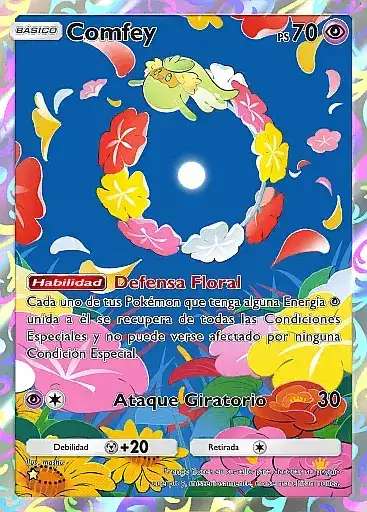 BÁSICO Comfey PS 70
Habilidad Defensa Floral
Cada uno de tus Pokémon que tenga alguna Energía
unida a él se recupera de todas las Condiciones
Especiales y no puede verse afectado por ninguna
Condición Especial.
Ataque Giratorio 30
Debilidad +20 Retirada